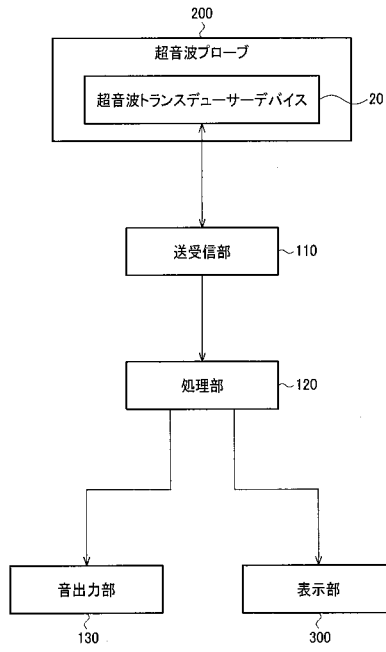 200
超音波プローブ
超音波トランスデューサーデバイス
20
送受信部
110
処理部
120
音出力部
表示部
130
300